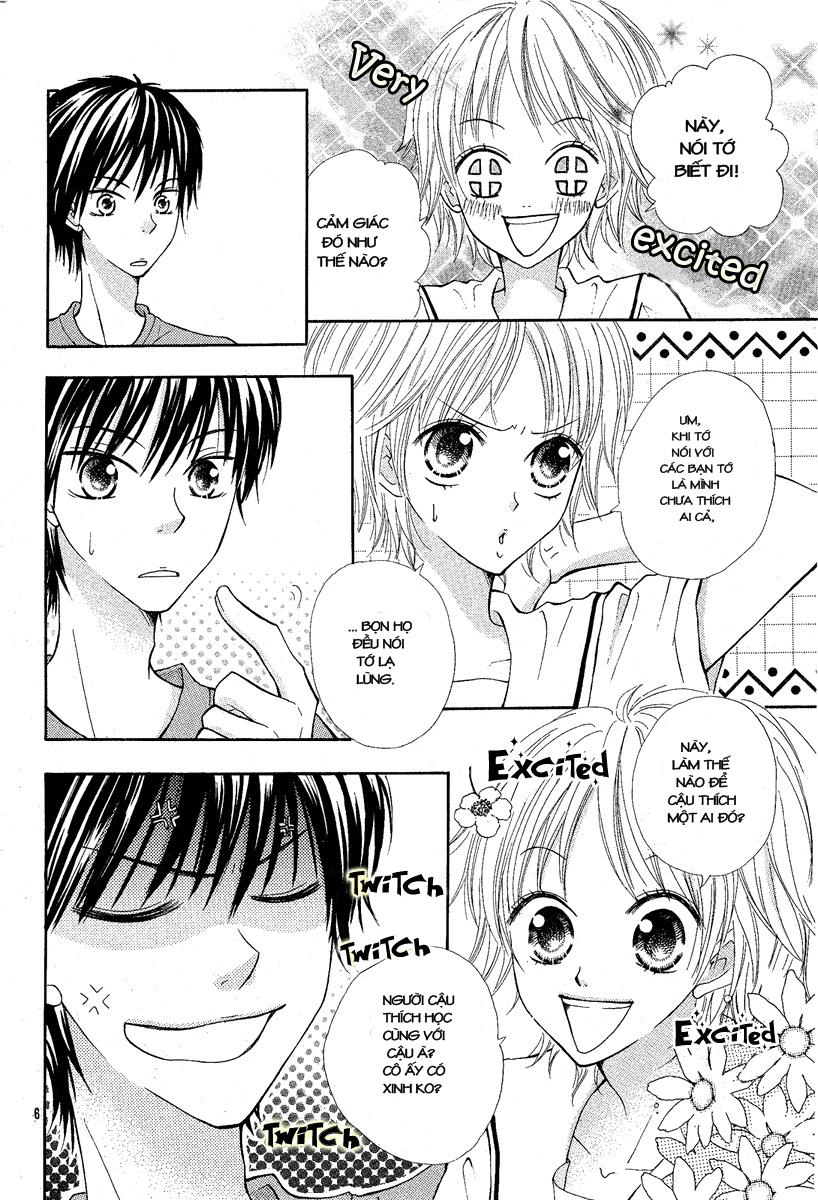 Very
NÀY,
NÓI TỚ
BIẾT ĐI!
excited
CẢM GIÁC
ĐÓ NHƯ
THẾ NÀO?
ƯM,
KHI TỚ
NÓI VỚI
CÁC BẠN TỚ
LÀ MÌNH
CHƯA THÍCH
AI CẢ,
... BỌN HỌ
ĐỀU NÓI
TỚ LẠ
LÙNG.
Excited
NÀY,
LÀM THẾ
NÀO ĐỂ
CẬU THÍCH
MỘT AI ĐÓ?
TWITCH
TWITCH
NGƯỜI CẬU
THÍCH HỌC
CÙNG VỚI
CẬU À?
CÔ ẤY CÓ
XINH KO?
Excited
TWITCH
6